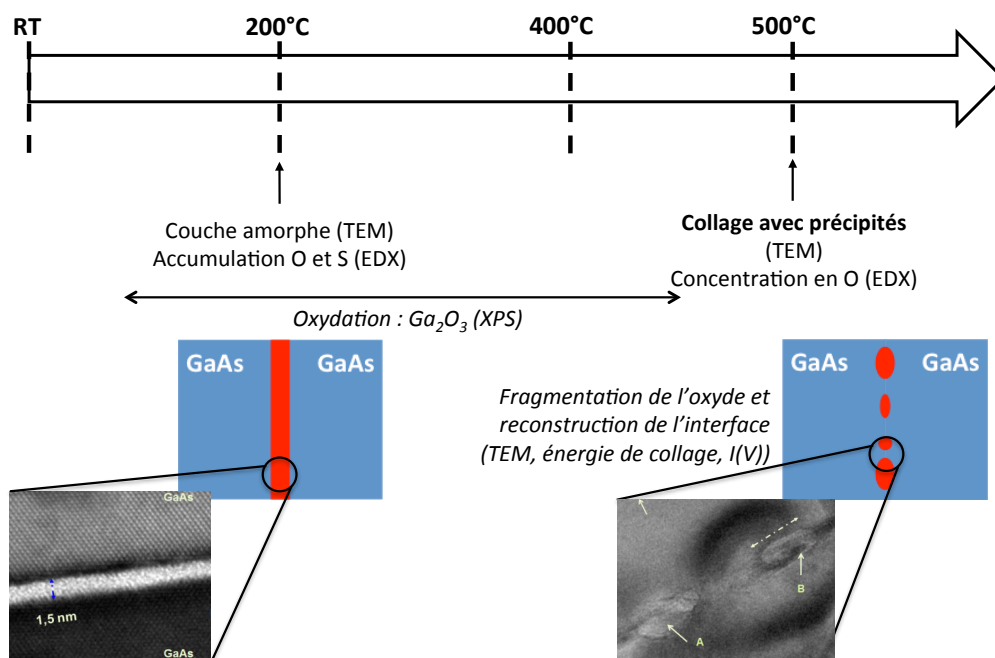 RT
200°C
400°C
500°C
Couche amorphe (TEM)
Accumulation O et S (EDX)
Collage avec précipités
(TEM)
Concentration en O (EDX)
Oxydation : Ga₂O₃ (XPS)
GaAs
GaAs
Fragmentation de l'oxyde et
reconstruction de l'interface
(TEM, énergie de collage, I(V))
GaAs
GaAs
GaAs
1,5 nm
GaAs
B
A